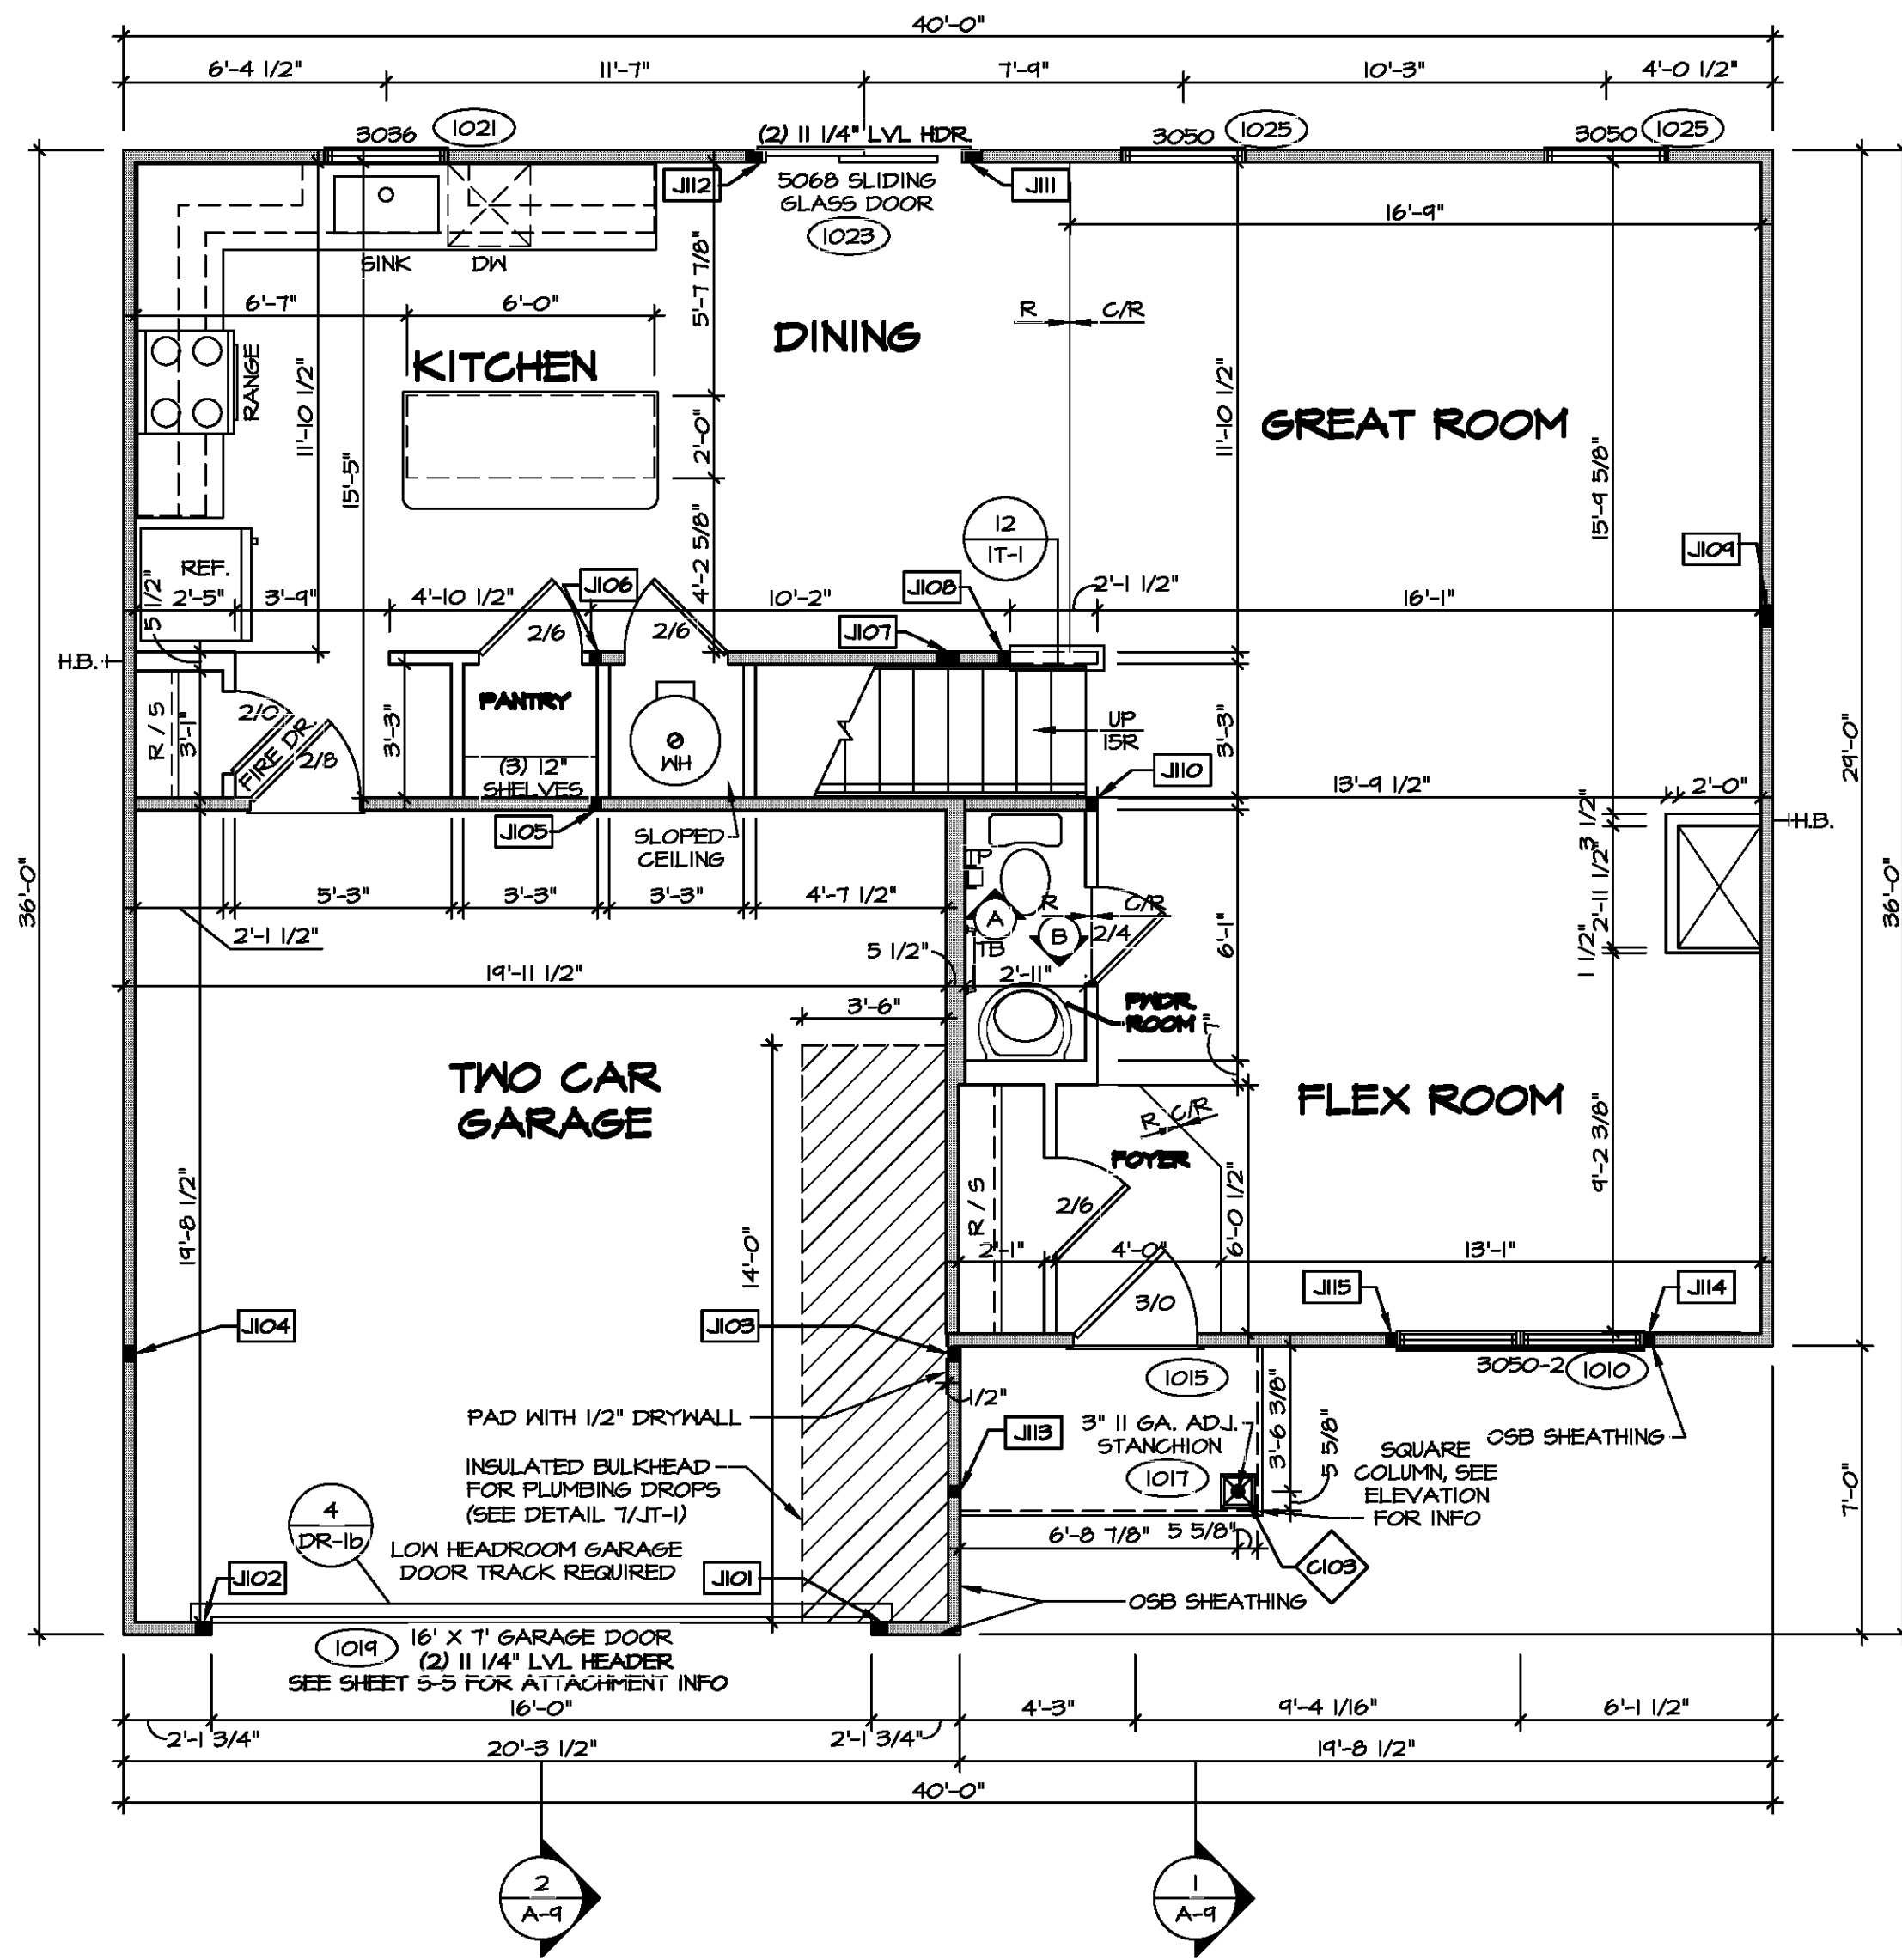 40'-0"
6'-4 1/2" 11'-7" 7'-9" 10'-3" 4'-0 1/2"
3036 1021 (2) 11 1/4" LVL HDR. 3050 1025 3050 1025
J112 5068 SLIDING J111
GLASS DOOR
1023
16'-9"
SINK DW
6'-7" 6'-0" 5'-7 7/8"
R C/R
DINING
KITCHEN
RANGE
11'-10 1/2" 11'-10 1/2"
GREAT ROOM
2'-0"
15'-5" 15'-9 5/8"
12
1T-1
J109
4'-2 5/8"
REF.
5 1/2"
2'-5" 3'-9" 4'-10 1/2" J106 10'-2" J108 2'-1 1/2" 16'-1"
2/6 2/6 J107
H.B.
PANTRY
R / S 3'-1" 2/0 3'-3" UP 3'-3"
15R
FIRE DR. 2/8 WH
29'-0"
(3) 12"
SHELVES
J110
13'-9 1/2" 2'-0"
J105 SLOPED
CEILING
3 1/2" H.B.
TP
5'-3" 3'-3" 3'-3" 4'-7 1/2"
36'-0" 36'-0"
R C/R
A B 2/4
2'-11 1/2"
2'-1 1/2" 5 1/2" TB 6'-1" 1 1/2"
19'-11 1/2" 2'-11"
3'-6" PWDR.
ROOM 7"
TWO CAR
GARAGE
FLEX ROOM
R C/R
9'-2 3/8"
FOYER
19'-8 1/2" R / S 2/6 6'-0 1/2"
14'-0" 2'-1" 4'-0" 13'-1"
3/0 J115 J114
J104 J103
1015 3050-2 1010
1/2"
PAD WITH 1/2" DRYWALL 3" 11 GA. ADJ. 3'-6 3/8"
J113 STANCHION 5 5/8" OSB SHEATHING
INSULATED BULKHEAD 1017 SQUARE
FOR PLUMBING DROPS COLUMN, SEE
(SEE DETAIL 7/JT-1) ELEVATION
FOR INFO
7'-0"
4
DR-1b
6'-8 7/8" 5 5/8"
LOW HEADROOM GARAGE
DOOR TRACK REQUIRED
J102 J101 C103
OSB SHEATHING
1019 16' X 7' GARAGE DOOR
(2) 11 1/4" LVL HEADER
SEE SHEET S-5 FOR ATTACHMENT INFO
16'-0" 4'-3" 9'-4 1/16" 6'-1 1/2"
2'-1 3/4" 2'-1 3/4"
20'-3 1/2" 19'-8 1/2"
40'-0"
2 1
A-9 A-9